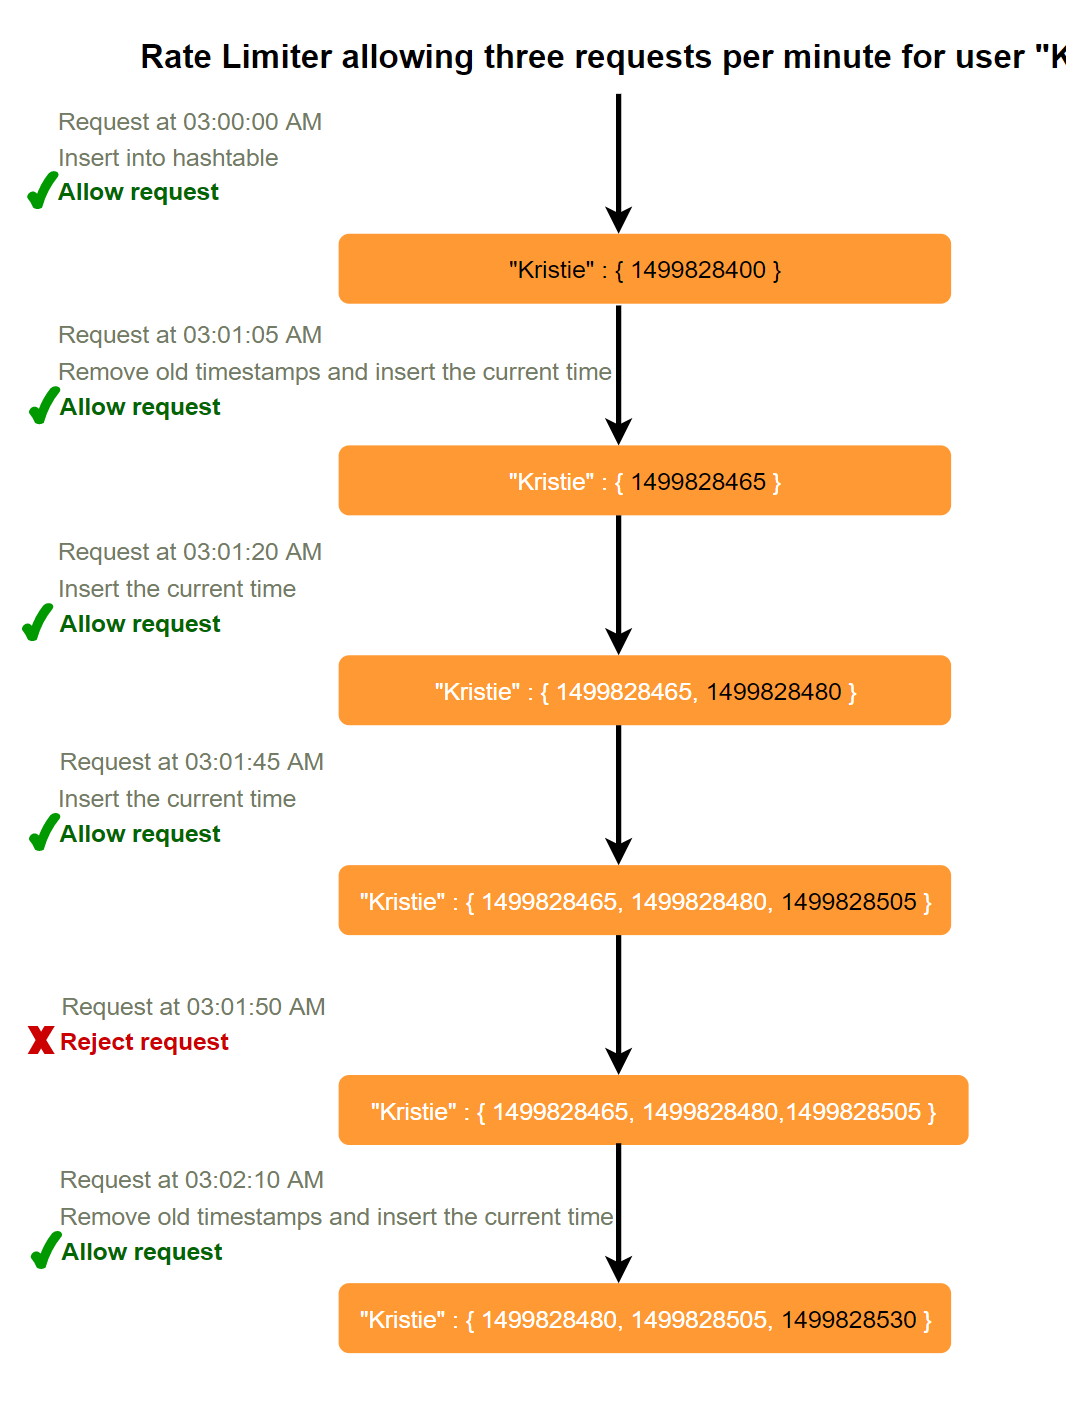 Rate Limiter allowing three requests per minute for user "K
Request at 03:00:00 AM
Insert into hashtable
Allow request
"Kristie" : { 1499828400 }
Request at 03:01:05 AM
Remove old timestamps and insert the current time
Allow request
"Kristie" : { 1499828465 }
Request at 03:01:20 AM
Insert the current time
Allow request
"Kristie" : { 1499828465, 1499828480 }
Request at 03:01:45 AM
Insert the current time
Allow request
"Kristie" : { 1499828465, 1499828480, 1499828505 }
Request at 03:01:50 AM
Reject request
"Kristie" : { 1499828465, 1499828480,1499828505 }
Request at 03:02:10 AM
Remove old timestamps and insert the current time
Allow request
"Kristie" : { 1499828480, 1499828505, 1499828530 }